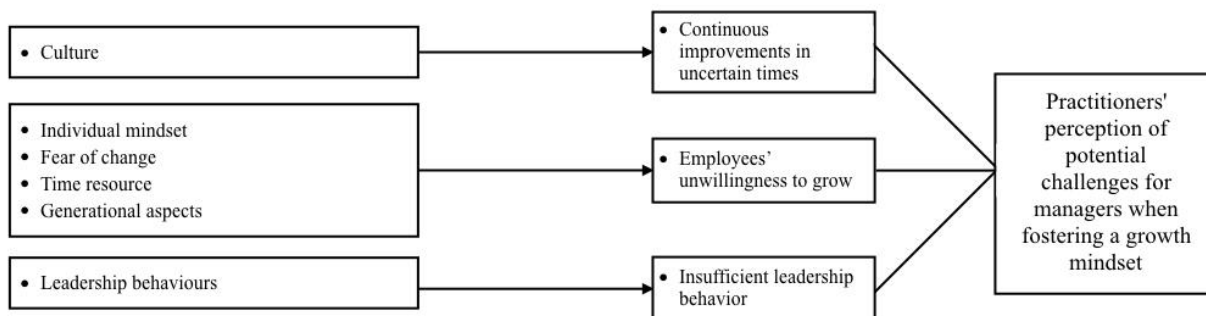 • Culture
• Continuous
improvements in
uncertain times
• Individual mindset
• Fear of change
• Time resource
• Generational aspects
• Employees’
unwillingness to grow
• Leadership behaviours
• Insufficient leadership
behavior
Practitioners'
perception of
potential
challenges for
managers when
fostering a growth
mindset